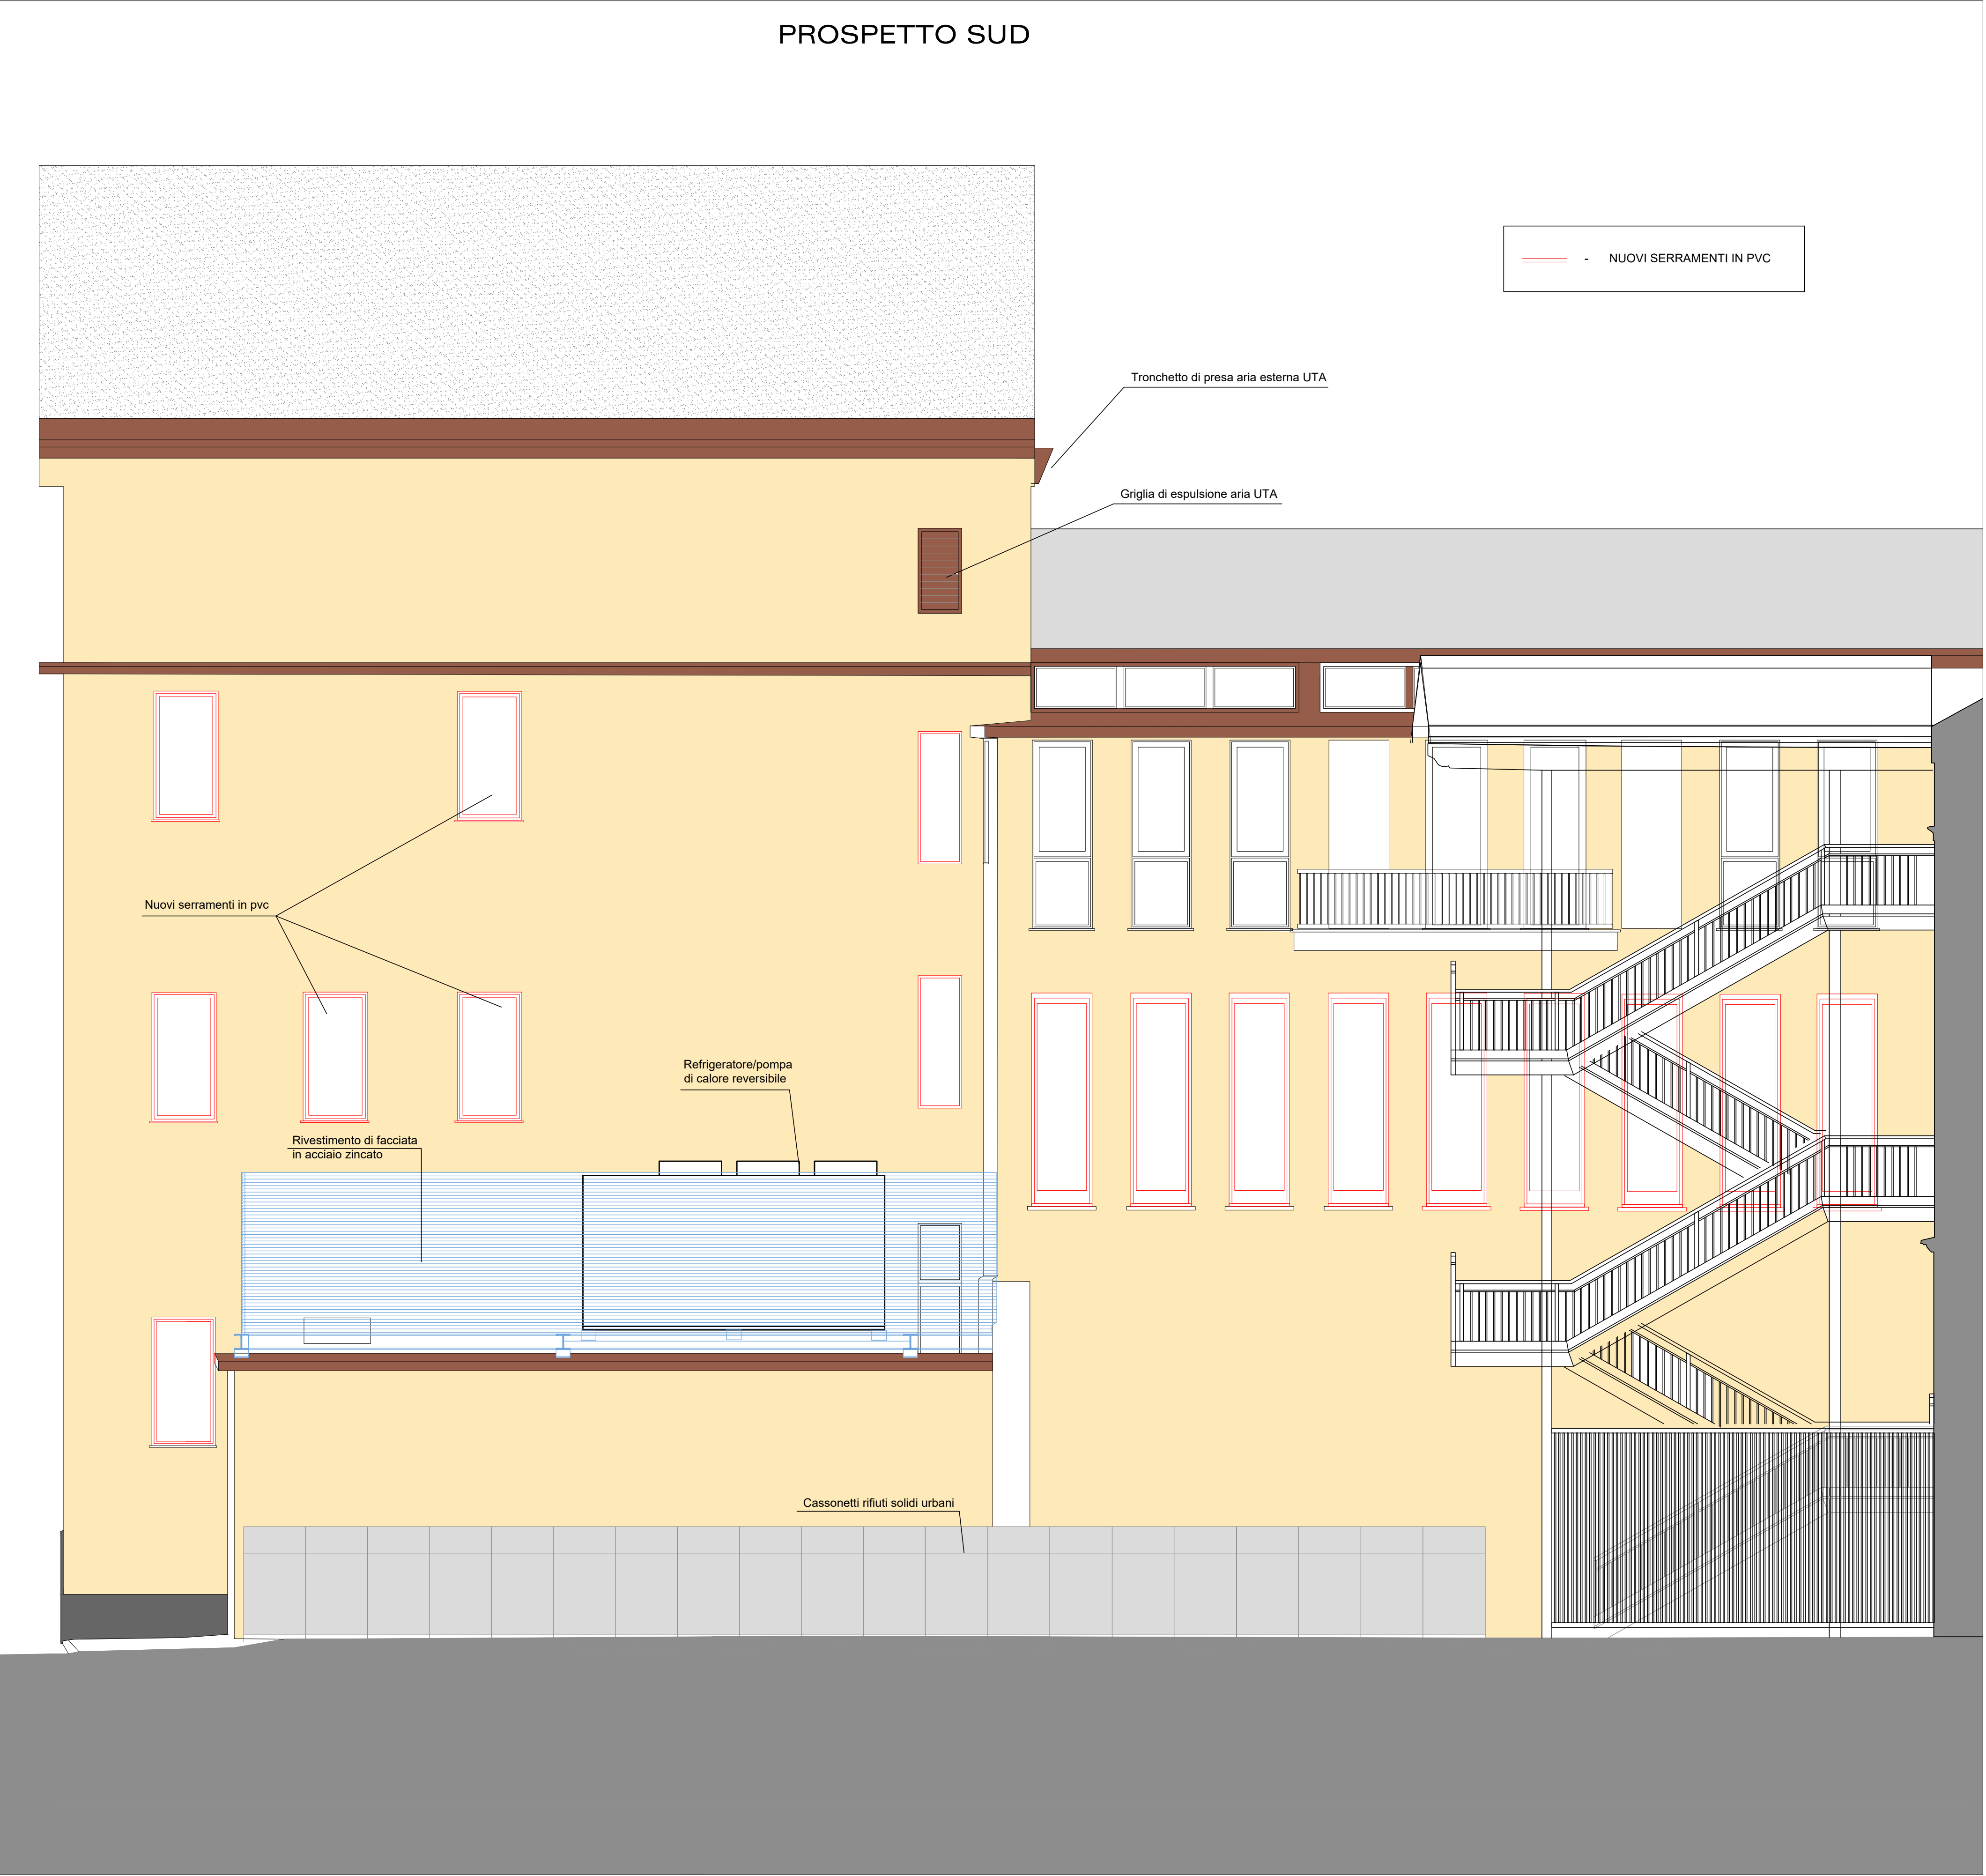 PROSPETTO SUD
- NUOVI SERRAMENTI IN PVC
Tronchetto di presa aria esterna UTA
Griglia di espulsione aria UTA
Nuovi serramenti in pvc
Refrigeratore/pompa
di calore reversibile
Rivestimento di facciata
in acciaio zincato
Cassonetti rifiuti solidi urbani